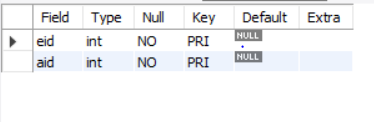 Field Type Null Key Default Extra
eid int NO PRI NULL
aid int NO PRI NULL